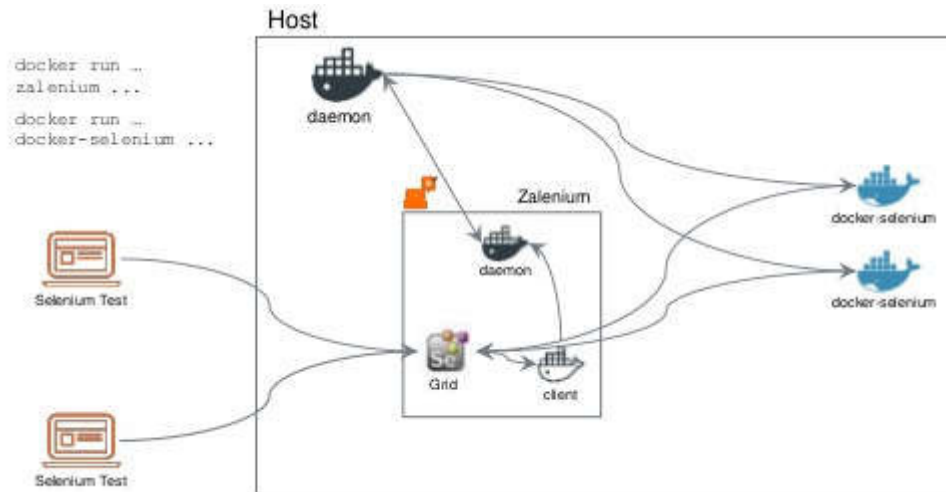 Host
docker run …
zalenium ...
docker run …
docker-selenium ...
daemon
Zalenium
docker-selenium
daemon
Selenium Test
docker-selenium
Se
Grid
client
Selenium Test